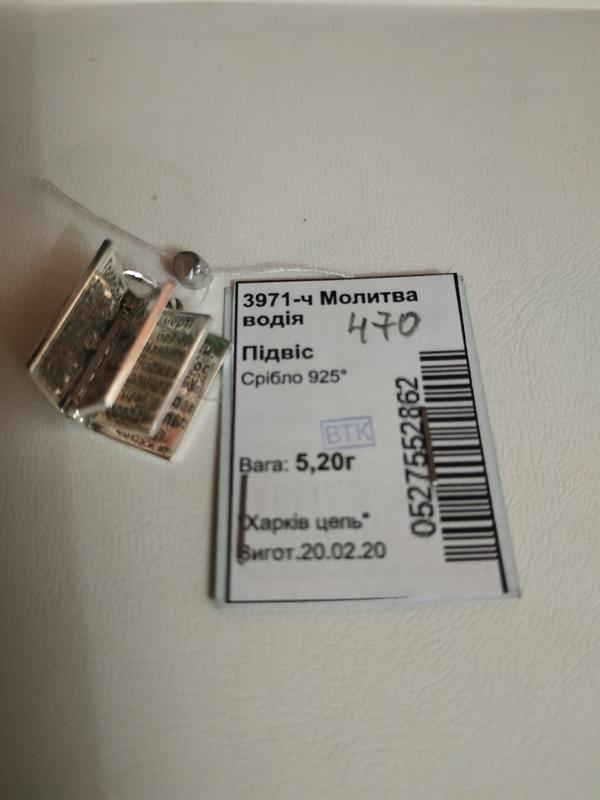 3971-ч Молитва
водія
470
Підвіс
Срібло 925°
ВТК
Вага: 5,20г
"Харків цепь"
Вигот.20.02.20
0527552862